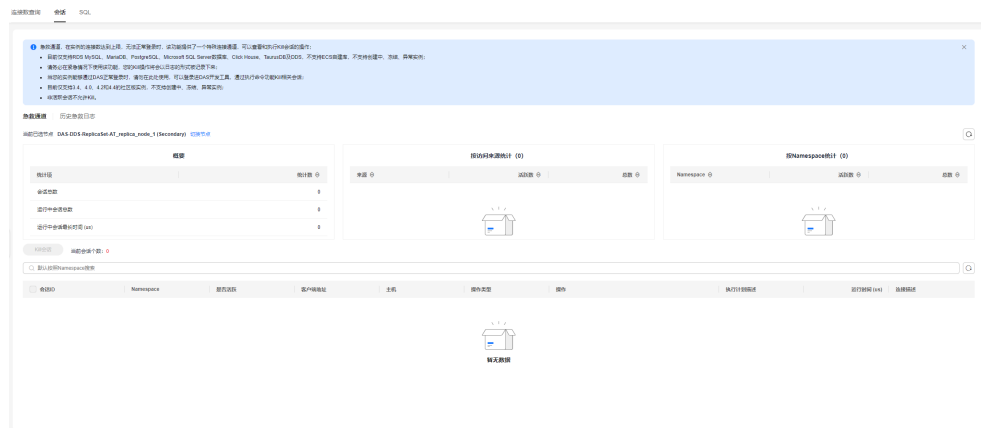 连接数查询 会话 SQL
急救通道，在实例的连接数达到上限，无法正常登录时，该功能提供了一个特殊连接通道，可以查看和执行Kill会话的操作；
目前仅支持RDS MySQL、MariaDB、PostgreSQL、Microsoft SQL Server数据库、Click House、TaurusDB及DDS，不支持ECS自建库，不支持创建中、冻结、异常实例；
请务必在紧急情况下使用该功能，您的Kill操作将会以日志的形式被记录下来；
当您的实例能够通过DAS正常登录时，请勿在此处使用，可以登录进DAS开发工具，通过执行命令功能Kill相关会话；
目前仅支持3.4、4.0、4.2和4.4的社区版实例，不支持创建中、冻结、异常实例；
非活跃会话不允许Kill。
急救通道 历史急救日志
当前已选节点 DAS-DDS-ReplicaSet-AT_replica_node_1 (Secondary) 切换节点
概要 按访问来源统计 (0) 按Namespace统计 (0)
统计项 统计数 来源 活跃数 总数 Namespace 活跃数 总数
会话总数 0
运行中会话总数 0
运行中会话最长时间 (us) 0
Kill会话 当前会话个数：0
默认按照Namespace搜索
会话ID Namespace 是否活跃 客户端地址 主机 操作类型 操作 执行计划描述 运行时间 (us) 连接描述
暂无数据